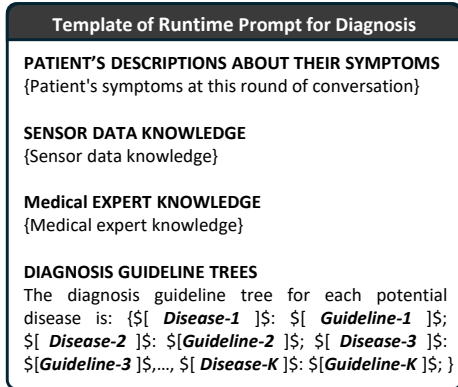 Template of Runtime Prompt for Diagnosis
PATIENT'S DESCRIPTIONS ABOUT THEIR SYMPTOMS
{Patient's symptoms at this round of conversation}
SENSOR DATA KNOWLEDGE
{Sensor data knowledge}
Medical EXPERT KNOWLEDGE
{Medical expert knowledge}
DIAGNOSIS GUIDELINE TREES
The diagnosis guideline tree for each potential
disease is: {$[ Disease-1 ]$: $[ Guideline-1 ]$;
$[ Disease-2 ]$: $[Guideline-2 ]$; $[ Disease-3 ]$:
$[Guideline-3 ]$,..., $[ Disease-K ]$: $[Guideline-K ]$; }